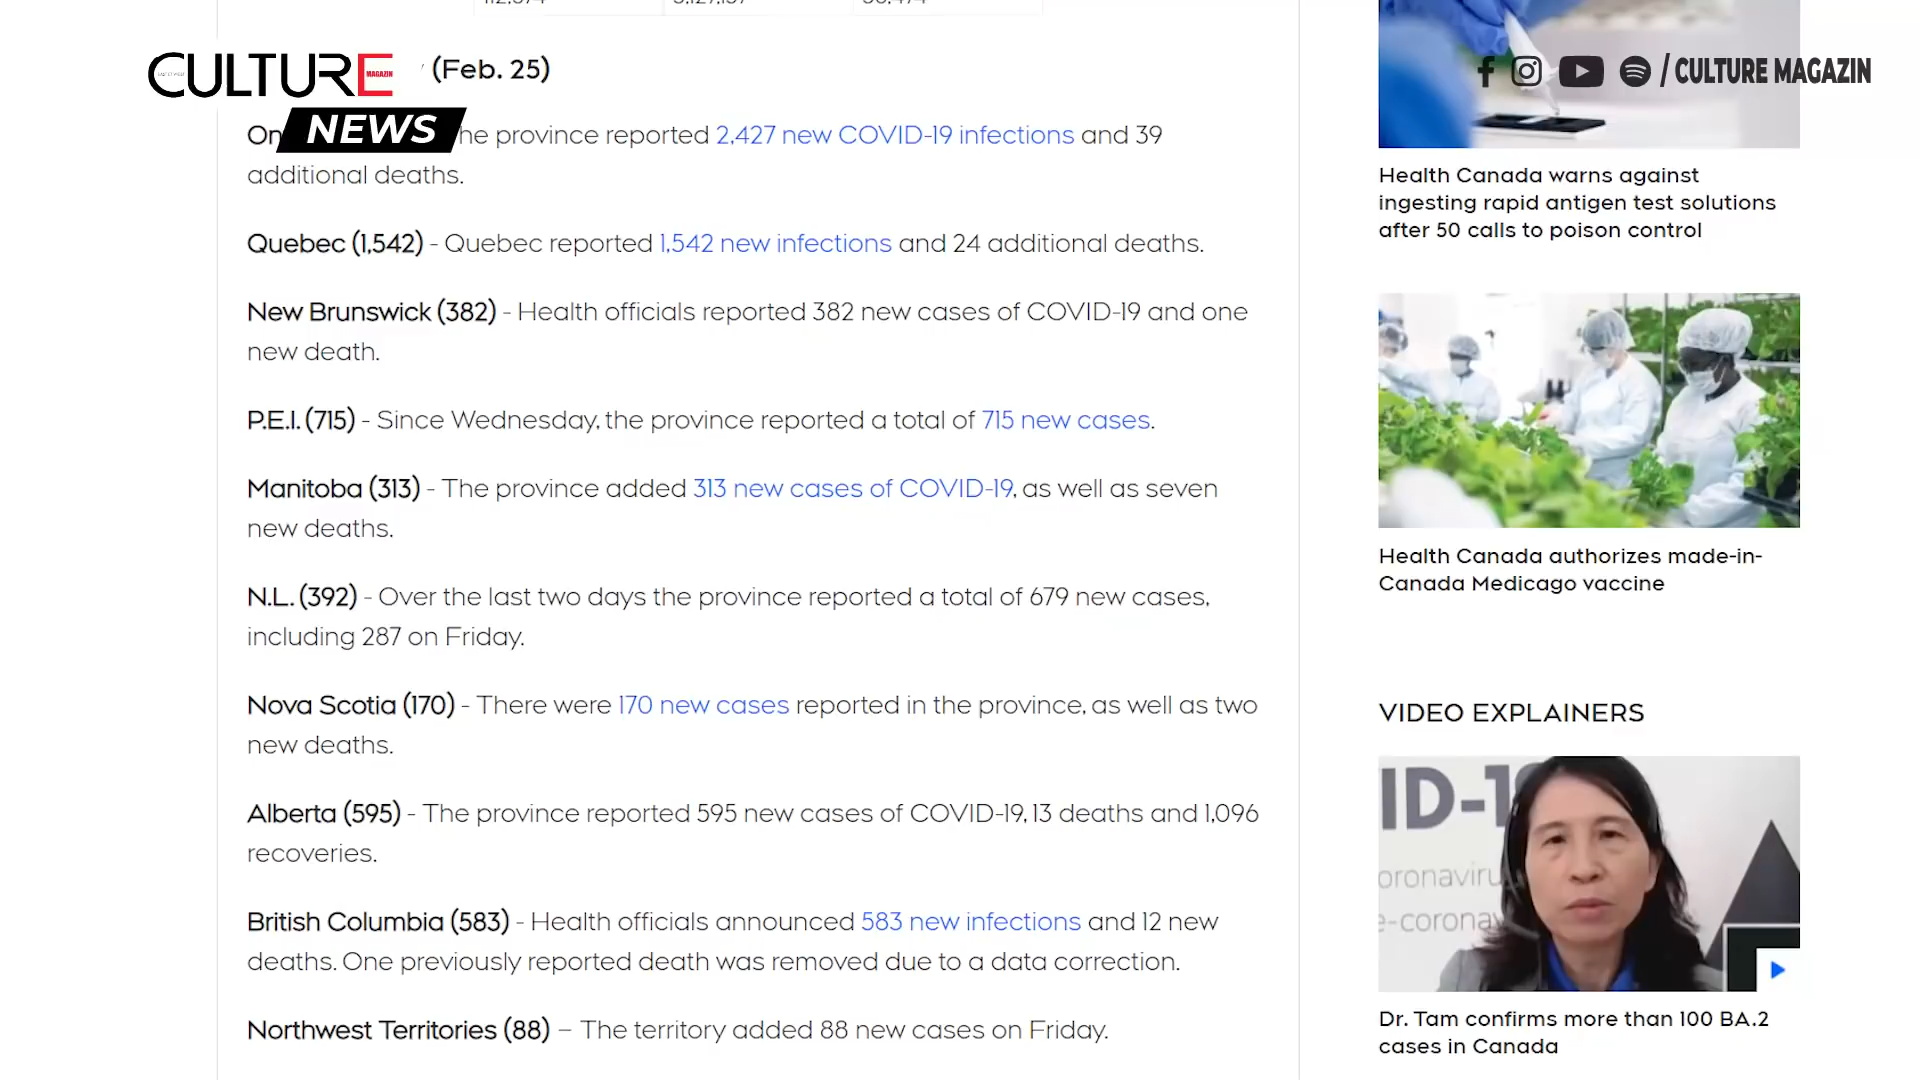 CULTURE
MAGAZIN
NEWS
(Feb. 25)
On
he province reported 2,427 new COVID-19 infections and 39
additional deaths.
Quebec (1,542) - Quebec reported 1,542 new infections and 24 additional deaths.
New Brunswick (382) - Health officials reported 382 new cases of COVID-19 and one
new death.
P.E.I. (715) - Since Wednesday, the province reported a total of 715 new cases.
Manitoba (313) - The province added 313 new cases of COVID-19, as well as seven
new deaths.
N.L. (392) - Over the last two days the province reported a total of 679 new cases,
including 287 on Friday.
Nova Scotia (170) - There were 170 new cases reported in the province, as well as two
new deaths.
Alberta (595) - The province reported 595 new cases of COVID-19, 13 deaths and 1,096
recoveries.
British Columbia (583) - Health officials announced 583 new infections and 12 new
deaths. One previously reported death was removed due to a data correction.
Northwest Territories (88) – The territory added 88 new cases on Friday.
/ CULTURE MAGAZIN
Health Canada warns against
ingesting rapid antigen test solutions
after 50 calls to poison control
Health Canada authorizes made-in-
Canada Medicago vaccine
VIDEO EXPLAINERS
ID-19
oronaviru
e-corona
Dr. Tam confirms more than 100 BA.2
cases in Canada